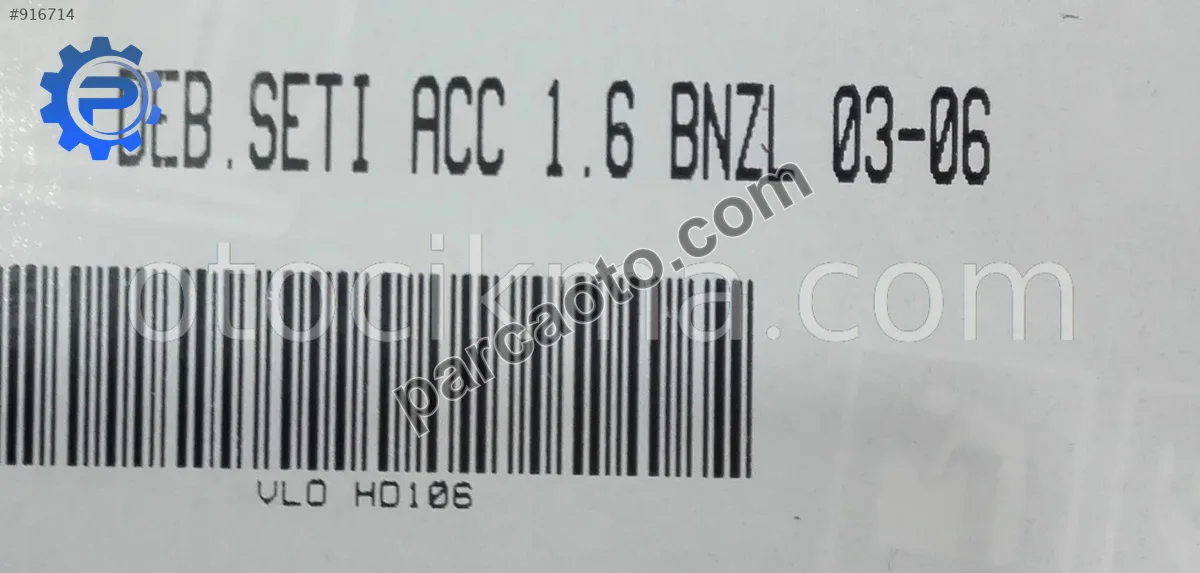 #916714
DEB.SETI ACC 1.6 BNZL 03-06
parcaoto.com
otocikma.com
VLO HD106